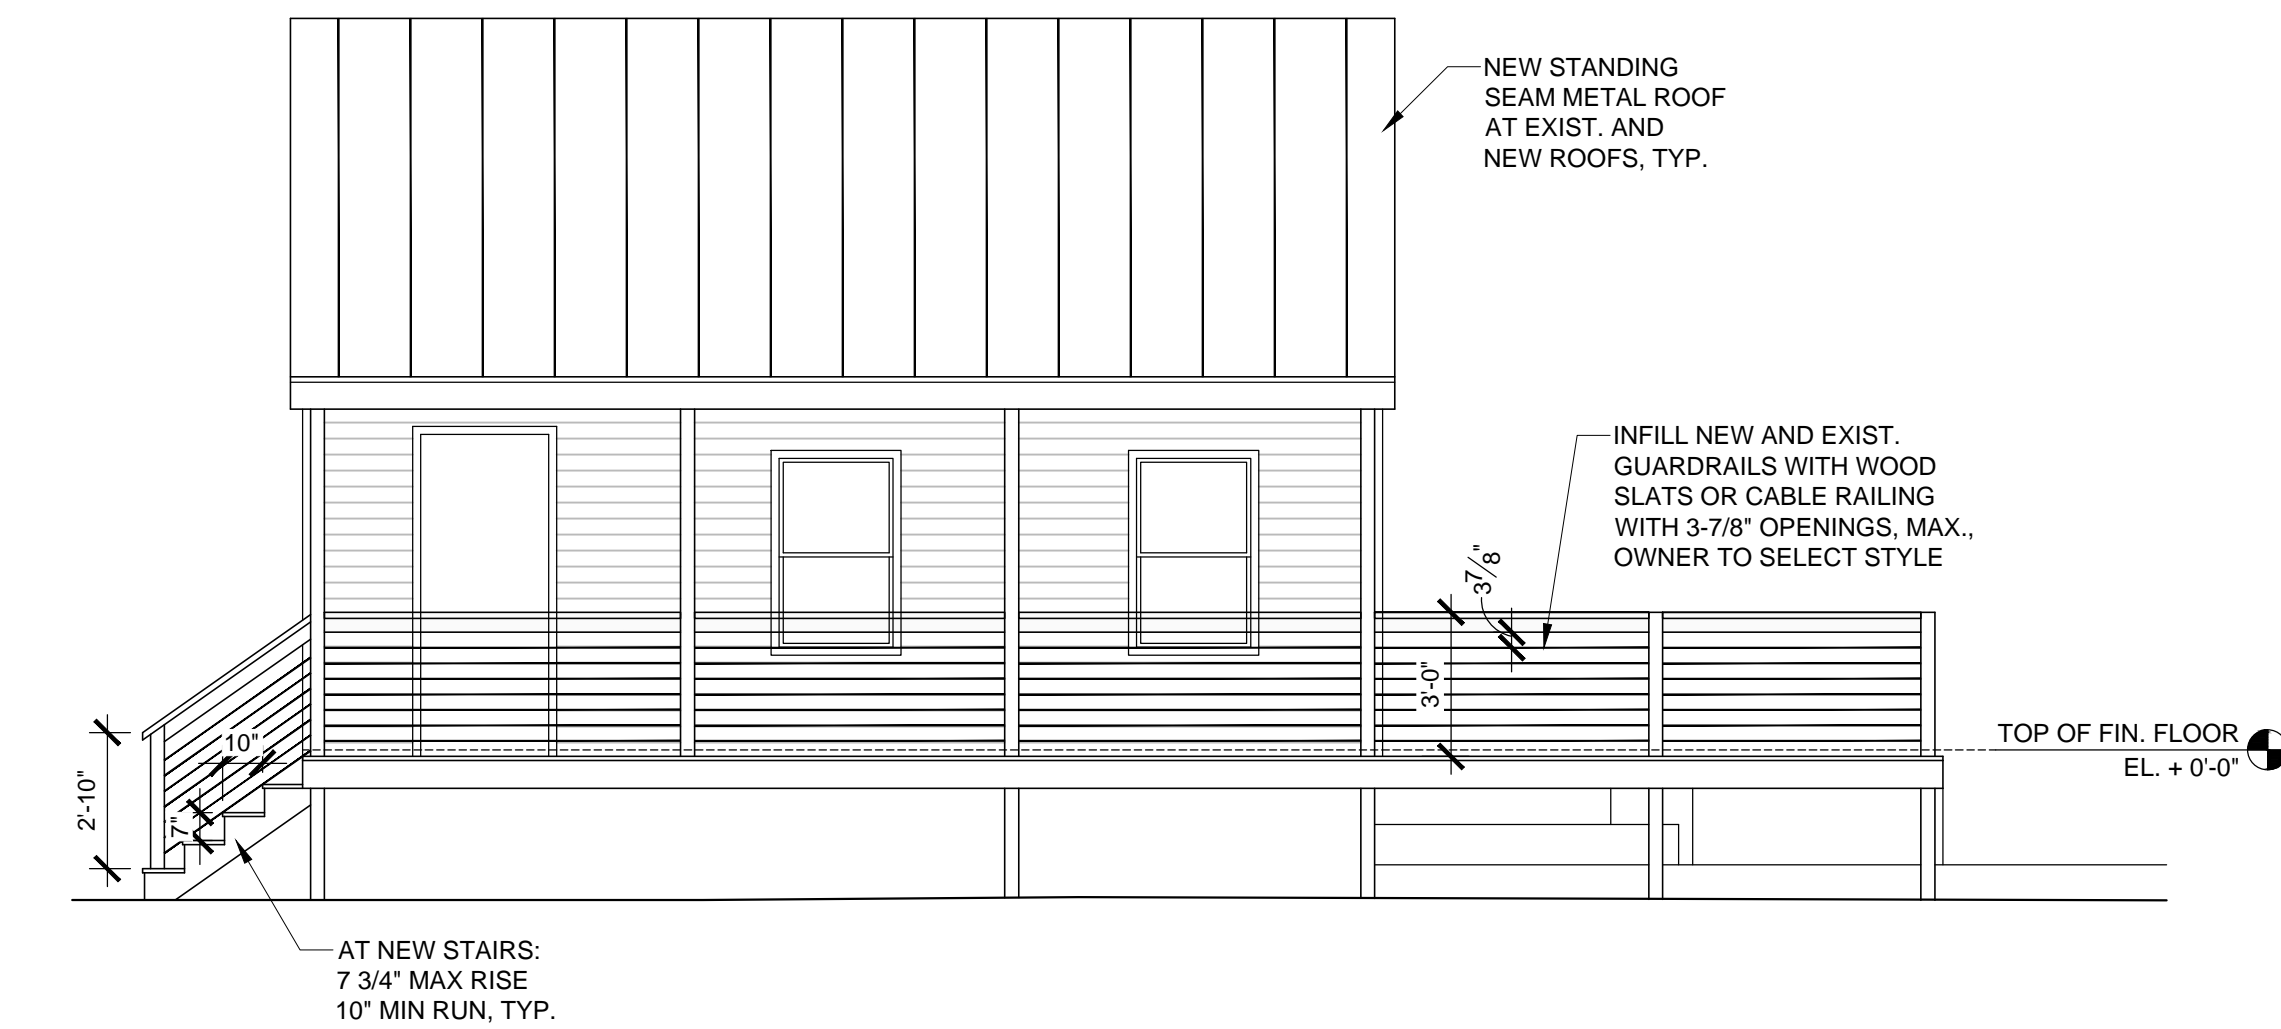 NEW STANDING
SEAM METAL ROOF
AT EXIST. AND
NEW ROOFS, TYP.
INFILL NEW AND EXIST.
GUARDRAILS WITH WOOD
SLATS OR CABLE RAILING
WITH 3-7/8" OPENINGS, MAX.,
OWNER TO SELECT STYLE
3 7/8"
3'-0"
10"
2'-10"
7"
TOP OF FIN. FLOOR
EL. + 0'-0"
AT NEW STAIRS:
7 3/4" MAX RISE
10" MIN RUN, TYP.